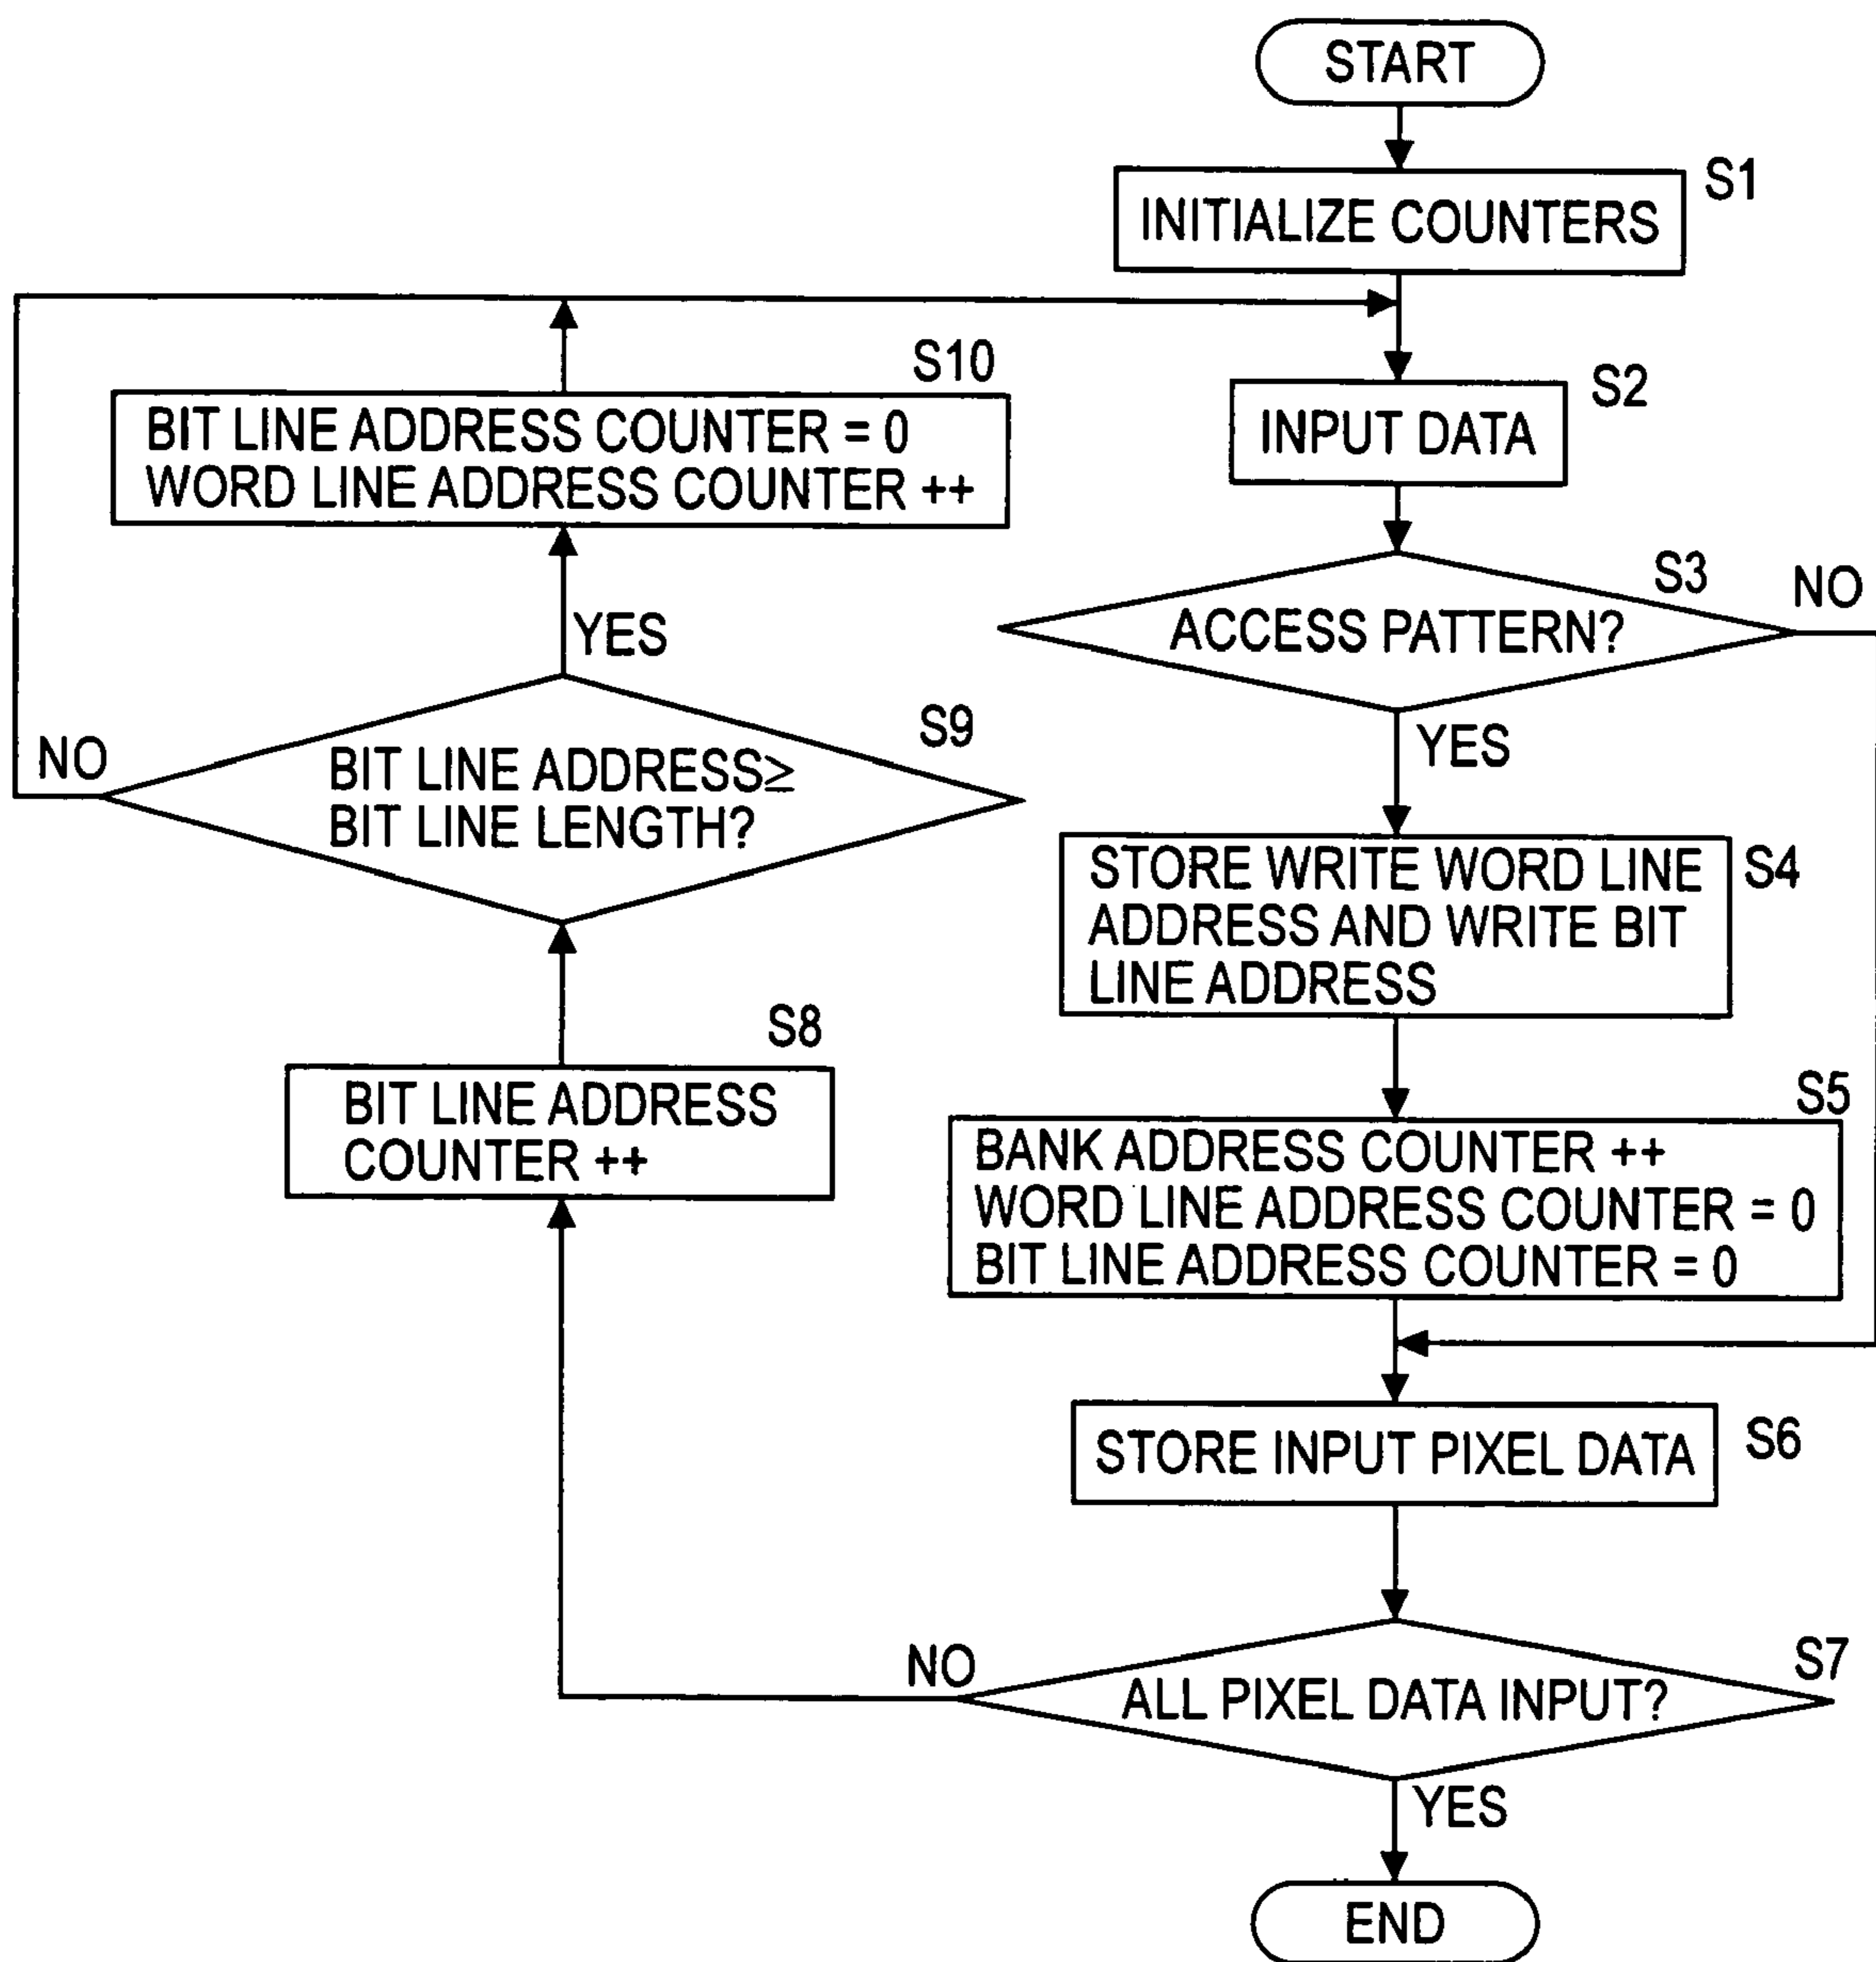 START
S1
INITIALIZE COUNTERS
S10
S2
BIT LINE ADDRESS COUNTER = 0
WORD LINE ADDRESS COUNTER ++
INPUT DATA
S3
NO
ACCESS PATTERN?
YES
YES
S9
NO
BIT LINE ADDRESS≥
BIT LINE LENGTH?
S4
STORE WRITE WORD LINE
ADDRESS AND WRITE BIT
LINE ADDRESS
S8
BIT LINE ADDRESS
COUNTER ++
S5
BANK ADDRESS COUNTER ++
WORD LINE ADDRESS COUNTER = 0
BIT LINE ADDRESS COUNTER = 0
S6
STORE INPUT PIXEL DATA
S7
NO
ALL PIXEL DATA INPUT?
YES
END